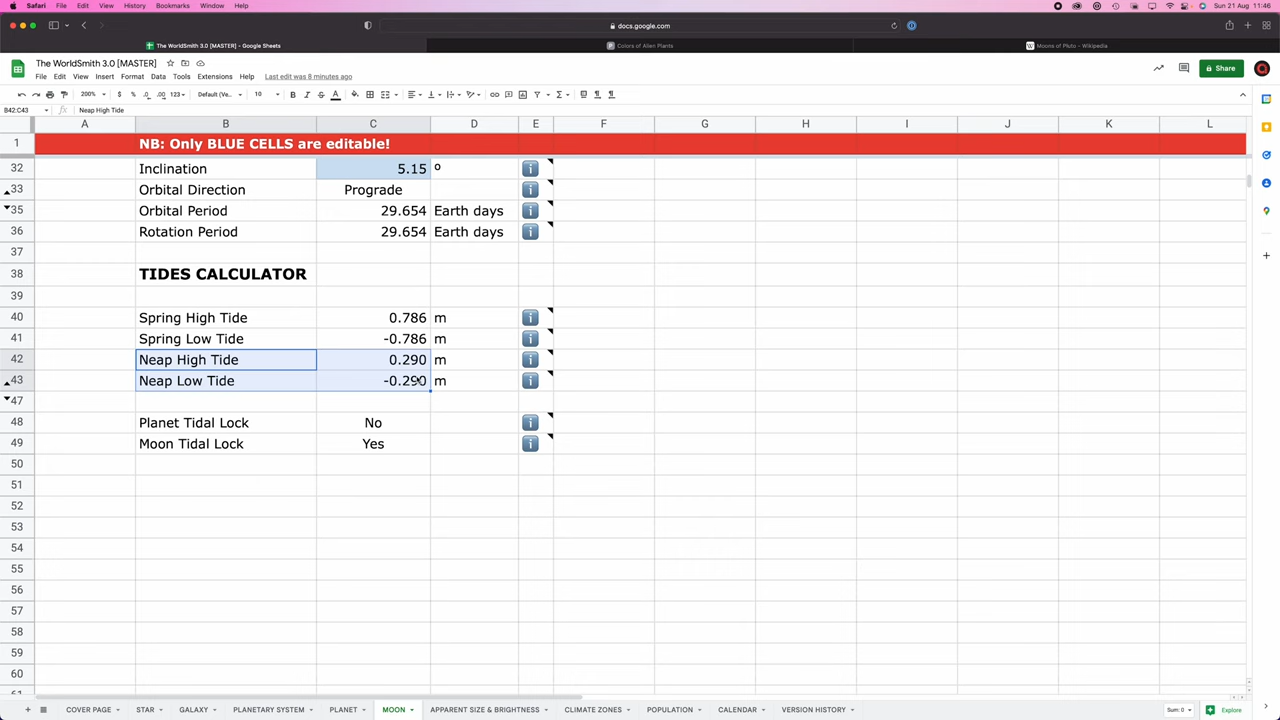 Safari File Edit View History Bookmarks Window Help Sun 21 Aug 11:46
docs.google.com
The WorldSmith 3.0 [MASTER] - Google Sheets Colors of Alien Plants Moons of Pluto - Wikipedia
The WorldSmith 3.0 [MASTER]
File Edit View Insert Format Data Tools Extensions Help Last edit was 8 minutes ago
Share
200% $ % .0 .00 123 Default (Ve... 10 B I S A
B42:C43 fx Neap High Tide
A B C D E F G H I J K L
1 NB: Only BLUE CELLS are editable!
32 Inclination 5.15 º
33 Orbital Direction Prograde
35 Orbital Period 29.654 Earth days
36 Rotation Period 29.654 Earth days
37
38 TIDES CALCULATOR
39
40 Spring High Tide 0.786 m
41 Spring Low Tide -0.786 m
42 Neap High Tide 0.290 m
43 Neap Low Tide -0.290 m
47
48 Planet Tidal Lock No
49 Moon Tidal Lock Yes
50
51
52
53
54
55
56
57
58
59
60
61
COVER PAGE STAR GALAXY PLANETARY SYSTEM PLANET MOON APPARENT SIZE & BRIGHTNESS CLIMATE ZONES POPULATION CALENDAR VERSION HISTORY Sum: 0 Explore